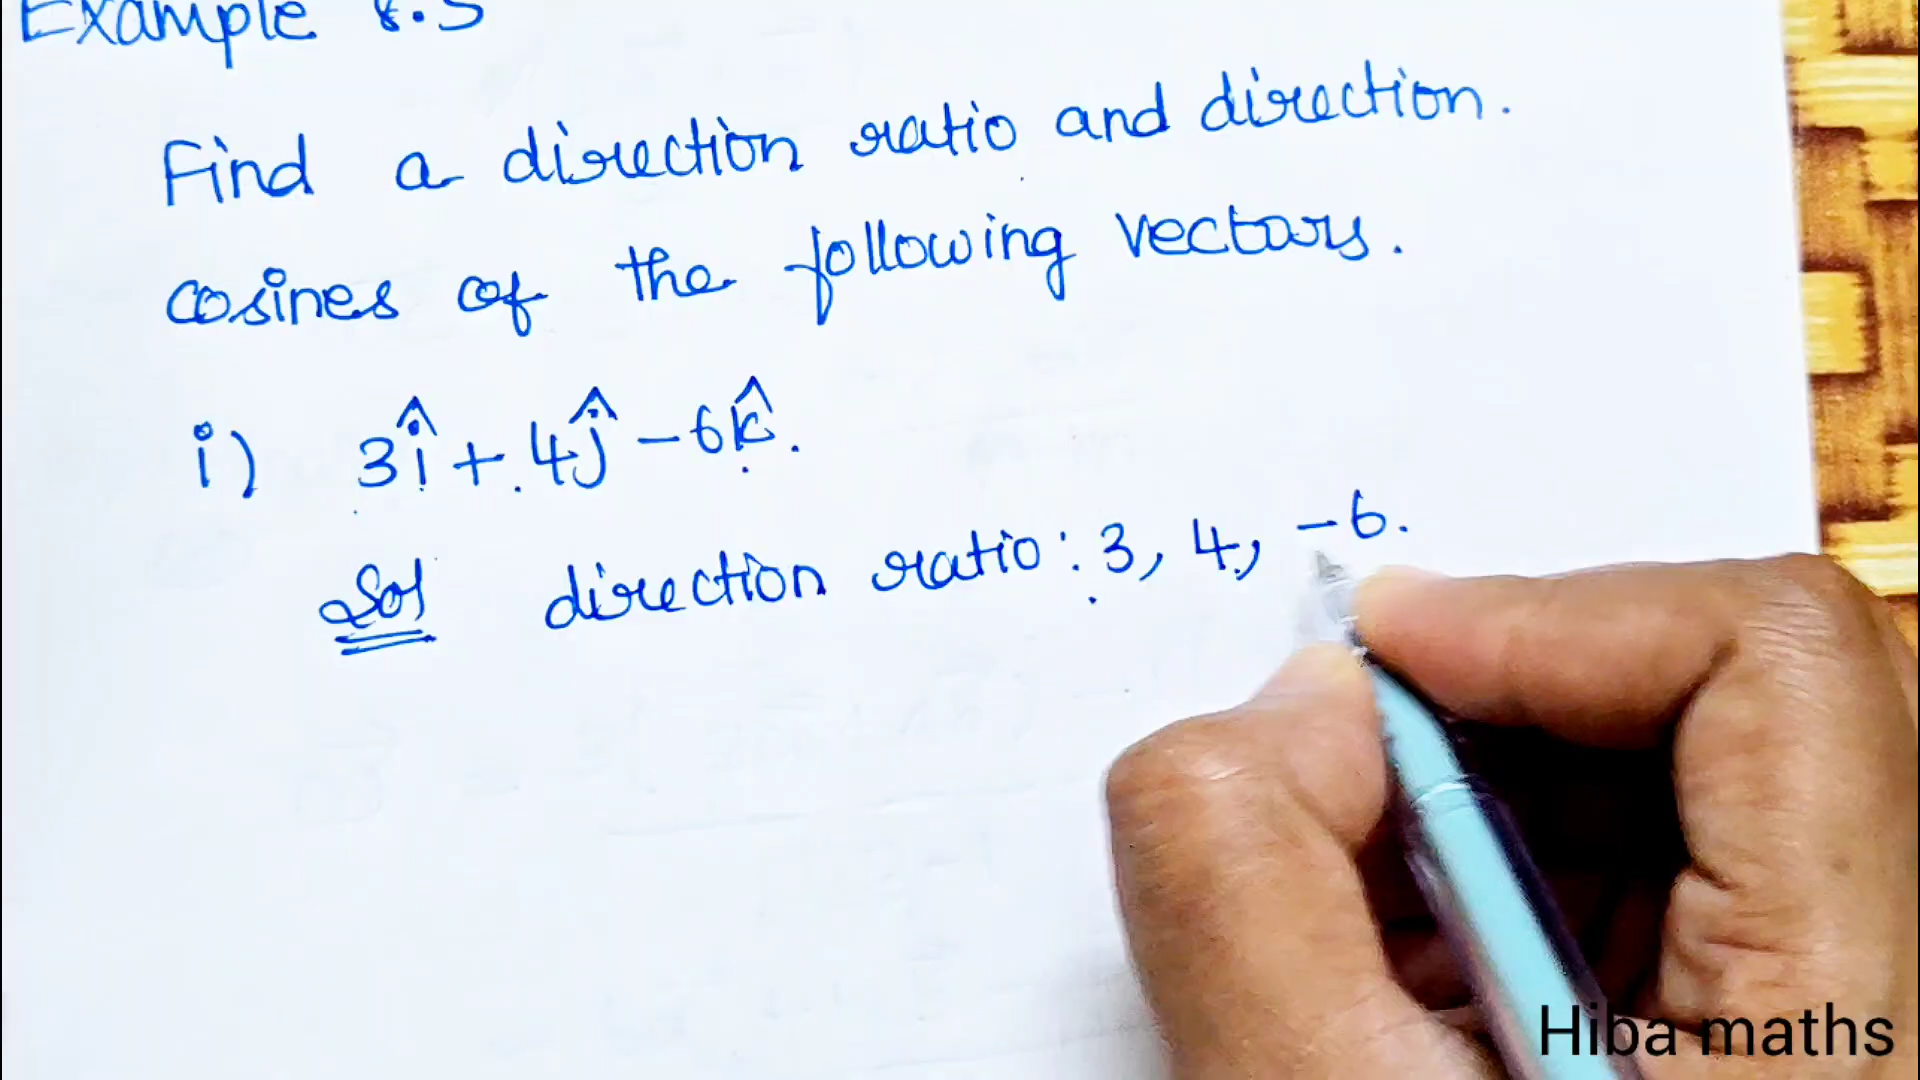 Example 8.5
Find a direction ratio and direction.
cosines of the following vectors.
i) 3î + 4ĵ - 6k̂.
Sol direction ratio: 3, 4, -6.
Hiba maths